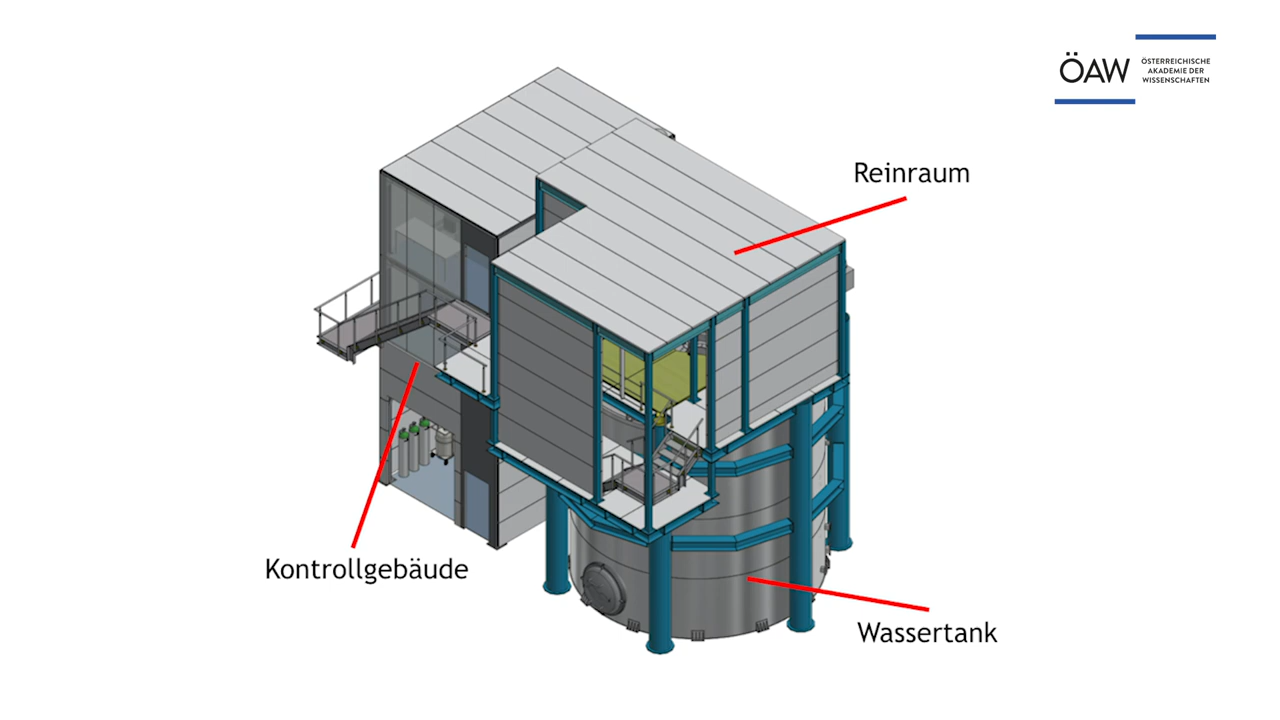 ÖAW
ÖSTERREICHISCHE
AKADEMIE DER
WISSENSCHAFTEN
Reinraum
Kontrollgebäude
Wassertank